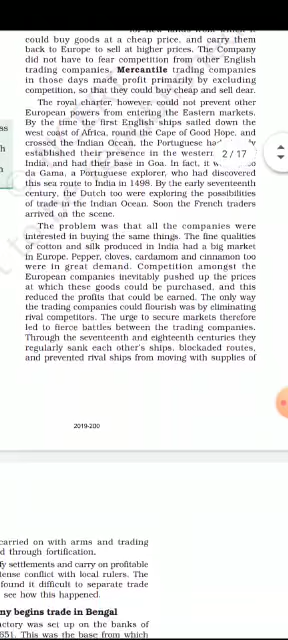 could buy goods at a cheap price, and carry them
back to Europe to sell at higher prices. The Company
did not have to fear competition from other English
trading companies. Mercantile trading companies
in those days made profit primarily by excluding
competition, so that they could buy cheap and sell dear.
The royal charter, however, could not prevent other
European powers from entering the Eastern markets.
By the time the first English ships sailed down the
west coast of Africa, round the Cape of Good Hope, and
crossed the Indian Ocean, the Portuguese had
established their presence in the western
2/17
India, and had their base in Goa. In fact, it
da Gama, a Portuguese explorer, who had discovered
this sea route to India in 1498. By the early seventeenth
century, the Dutch too were exploring the possibilities
of trade in the Indian Ocean. Soon the French traders
arrived on the scene.
The problem was that all the companies were
interested in buying the same things. The fine qualities
of cotton and silk produced in India had a big market
in Europe. Pepper, cloves, cardamom and cinnamon too
were in great demand. Competition amongst the
European companies inevitably pushed up the prices
at which these goods could be purchased, and this
reduced the profits that could be earned. The only way
the trading companies could flourish was by eliminating
rival competitors. The urge to secure markets therefore
led to fierce battles between the trading companies.
Through the seventeenth and eighteenth centuries they
regularly sank each other's ships, blockaded routes,
and prevented rival ships from moving with supplies of
2019-200
carried on with arms and trading
d through fortification.
fy settlements and carry on profitable
tense conflict with local rulers. The
found it difficult to separate trade
see how this happened.
ny begins trade in Bengal
actory was set up on the banks of
651. This was the base from which